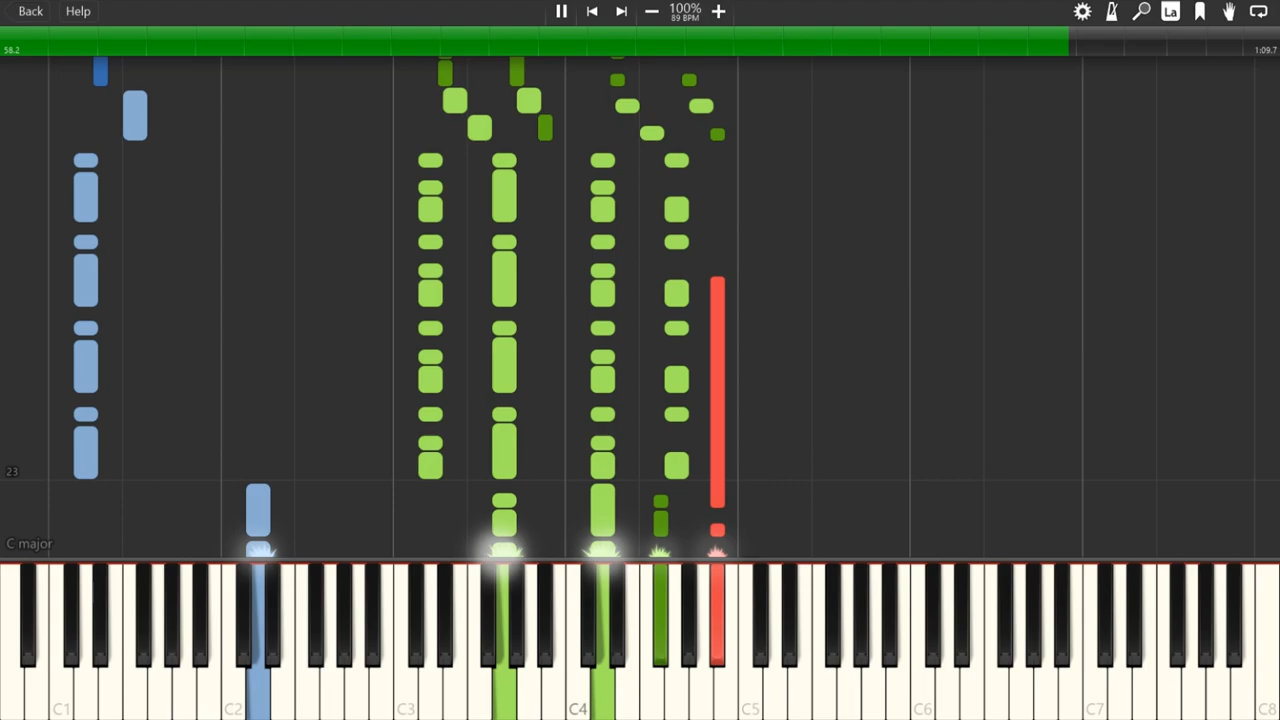 Back Help
100%
89 BPM
La
58.2
1:09.7
23
C major
C1 C2 C3 C4 C5 C6 C7 C8